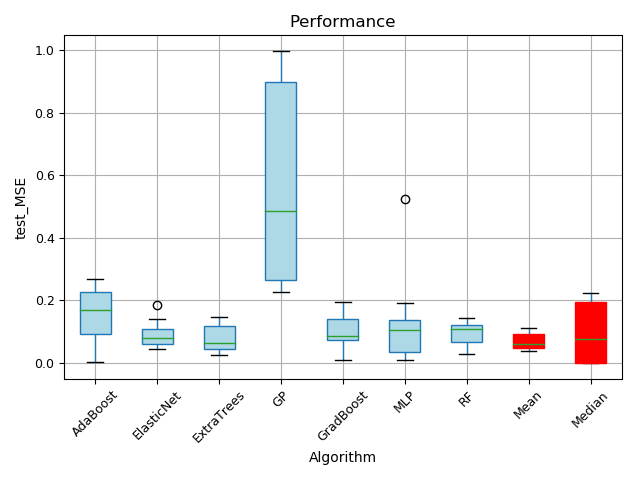 Performance
test_MSE
1.0
0.8
0.6
0.4
0.2
0.0
AdaBoost
ElasticNet
ExtraTrees
GP
GradBoost
MLP
RF
Mean
Median
Algorithm